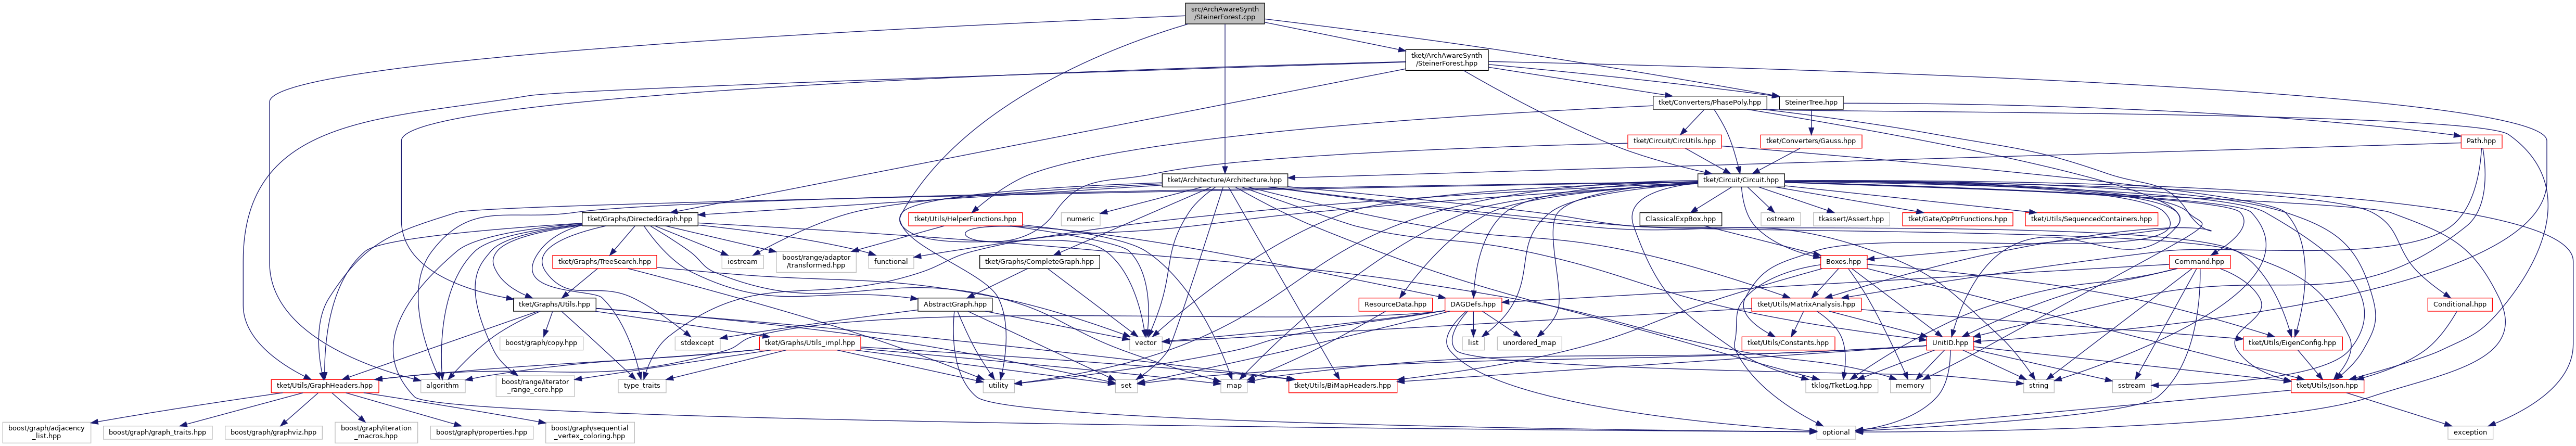 src/ArchAwareSynth
/SteinerForest.cpp
tket/ArchAwareSynth
/SteinerForest.hpp
tket/Converters/PhasePoly.hpp
SteinerTree.hpp
tket/Circuit/CircUtils.hpp
tket/Converters/Gauss.hpp
Path.hpp
tket/Architecture/Architecture.hpp
tket/Circuit/Circuit.hpp
tket/Graphs/DirectedGraph.hpp
tket/Utils/HelperFunctions.hpp
numeric
ClassicalExpBox.hpp
ostream
tkassert/Assert.hpp
tket/Gate/OpPtrFunctions.hpp
tket/Utils/SequencedContainers.hpp
tket/Graphs/TreeSearch.hpp
iostream
boost/range/adaptor
/transformed.hpp
functional
tket/Graphs/CompleteGraph.hpp
Boxes.hpp
Command.hpp
tket/Graphs/Utils.hpp
AbstractGraph.hpp
ResourceData.hpp
DAGDefs.hpp
tket/Utils/MatrixAnalysis.hpp
Conditional.hpp
boost/graph/copy.hpp
stdexcept
tket/Graphs/Utils_impl.hpp
vector
list
unordered_map
tket/Utils/Constants.hpp
UnitID.hpp
tket/Utils/EigenConfig.hpp
tket/Utils/GraphHeaders.hpp
algorithm
boost/range/iterator
_range_core.hpp
type_traits
utility
set
map
tket/Utils/BiMapHeaders.hpp
tklog/TketLog.hpp
memory
string
sstream
tket/Utils/Json.hpp
boost/graph/adjacency
_list.hpp
boost/graph/graph_traits.hpp
boost/graph/graphviz.hpp
boost/graph/iteration
_macros.hpp
boost/graph/properties.hpp
boost/graph/sequential
_vertex_coloring.hpp
optional
exception